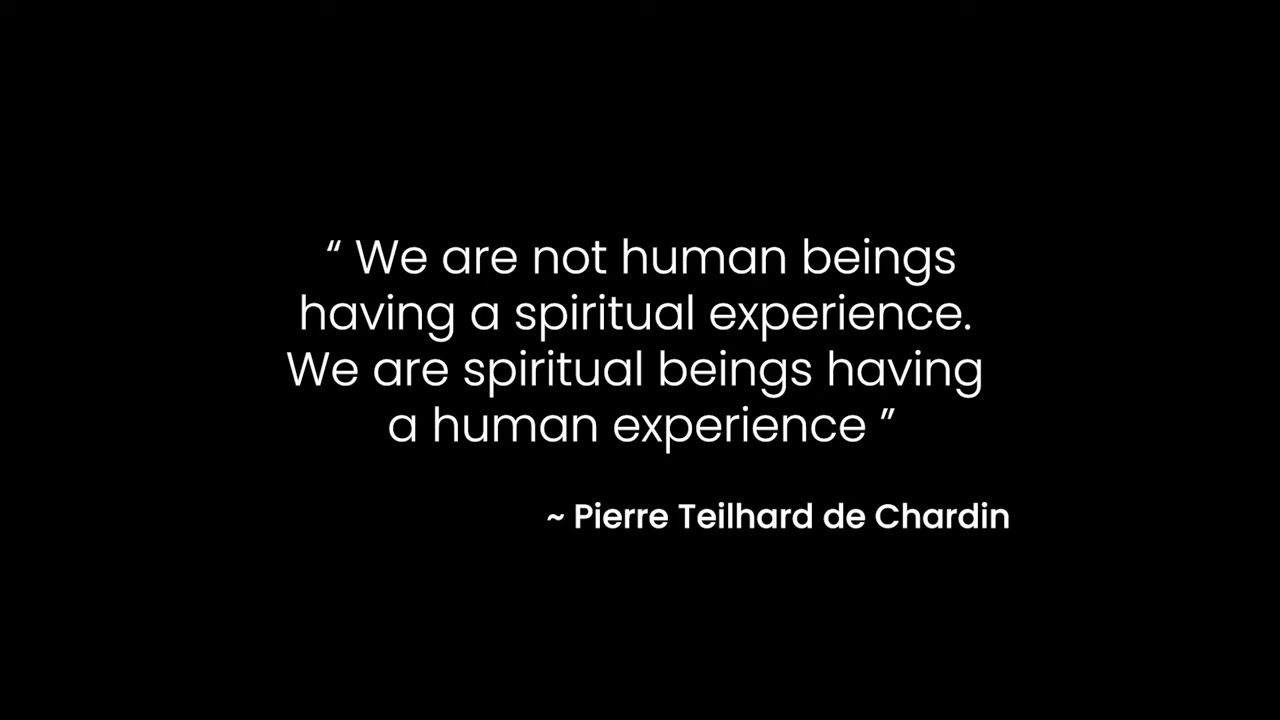 “ We are not human beings
having a spiritual experience.
We are spiritual beings having
a human experience ”
~ Pierre Teilhard de Chardin